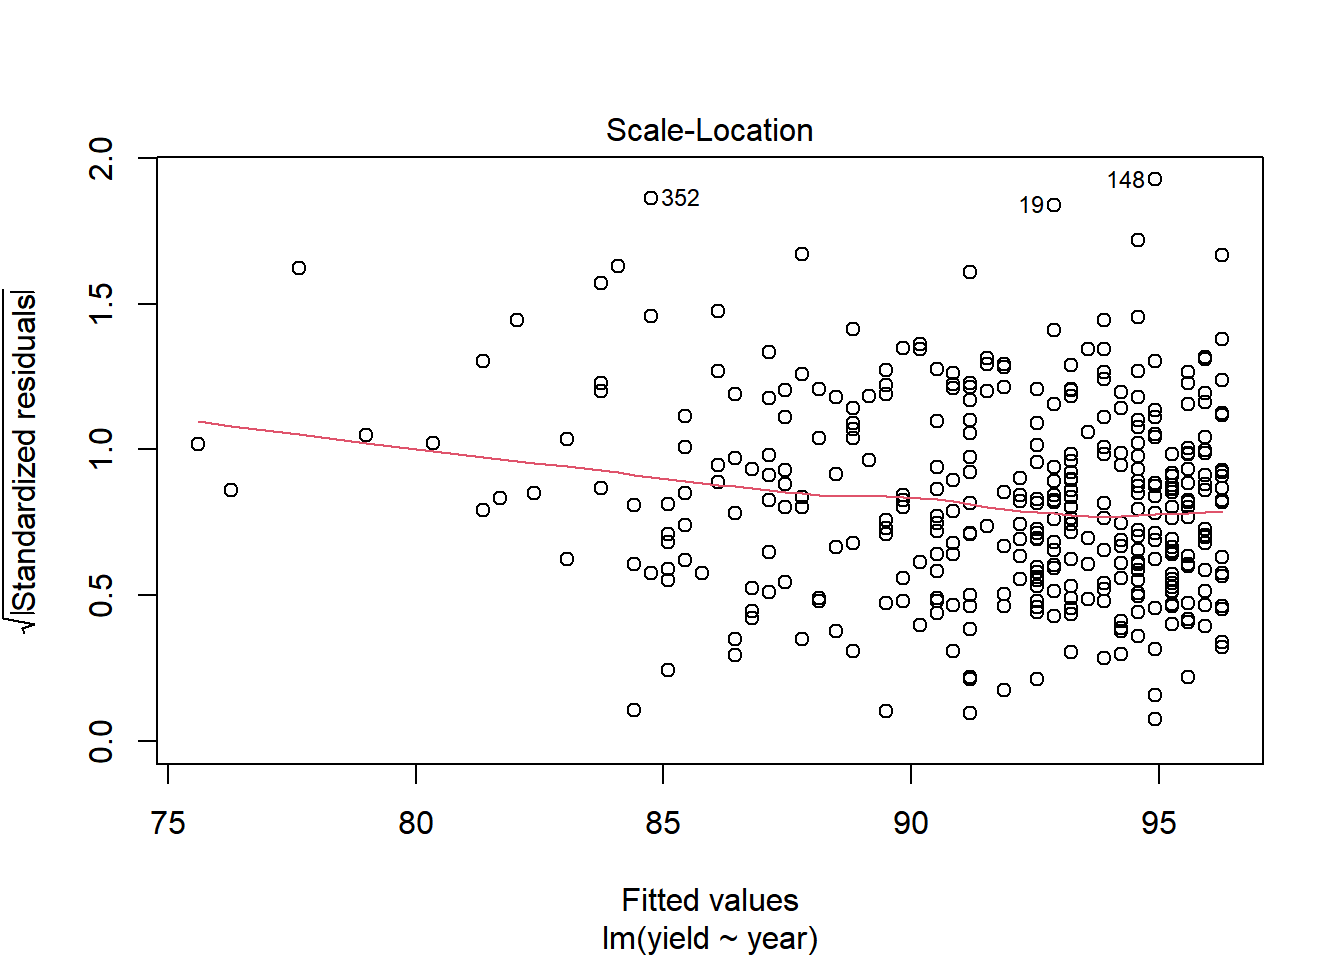 Scale-Location
√|Standardized residuals|
2.0
1.5
1.0
0.5
0.0
352
19
148
75 80 85 90 95
Fitted values
lm(yield ~ year)